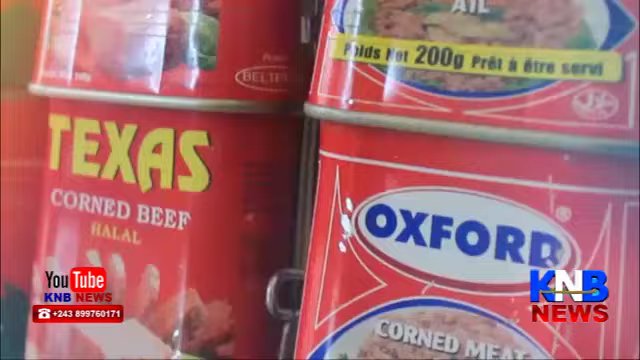 AIL
Poids Net 200g Prêt à être servi
TEXAS
CORNED BEEF
HALAL
OXFORD
®
CORNED MEAT
YouTube
KNB NEWS
+243 899760171
KNB
NEWS